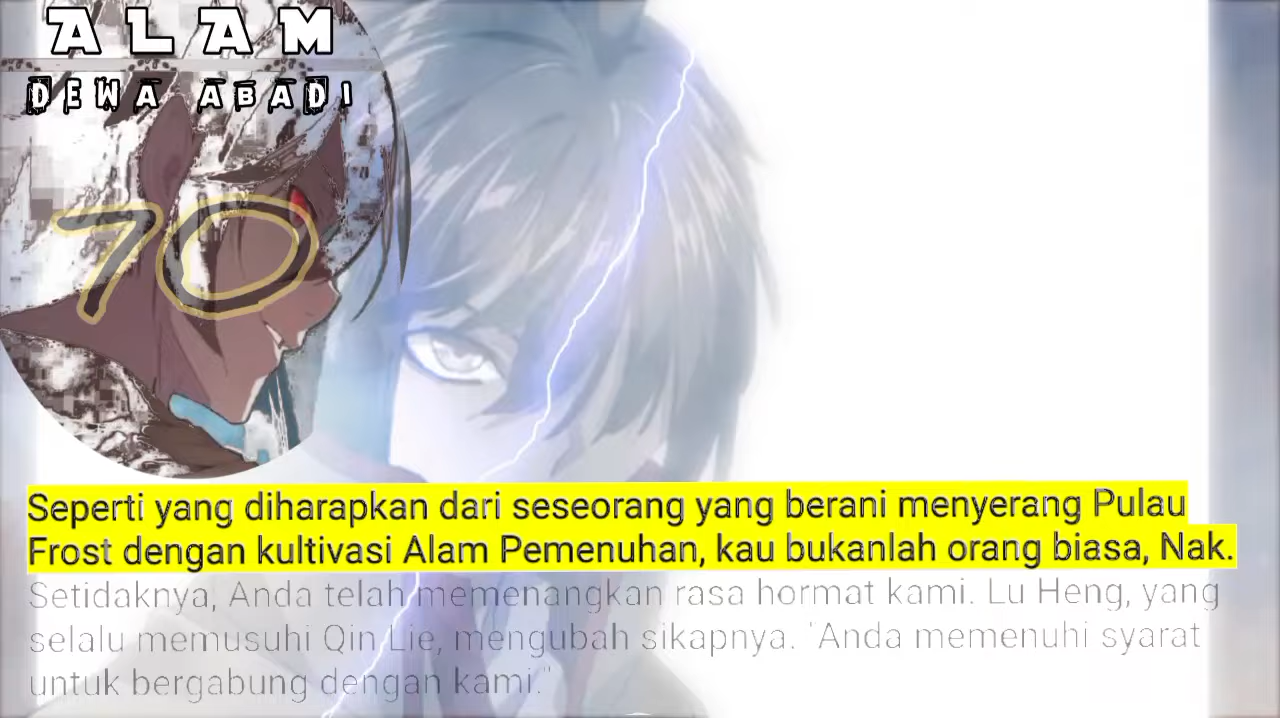 ALAM
DEWA ABADI
70
Seperti yang diharapkan dari seseorang yang berani menyerang Pulau
Frost dengan kultivasi Alam Pemenuhan, kau bukanlah orang biasa, Nak.
Setidaknya, Anda telah memenangkan rasa hormat kami. Lu Heng, yang
selalu memusuhi Qin Lie, mengubah sikapnya. 'Anda memenuhi syarat
untuk bergabung dengan kami."